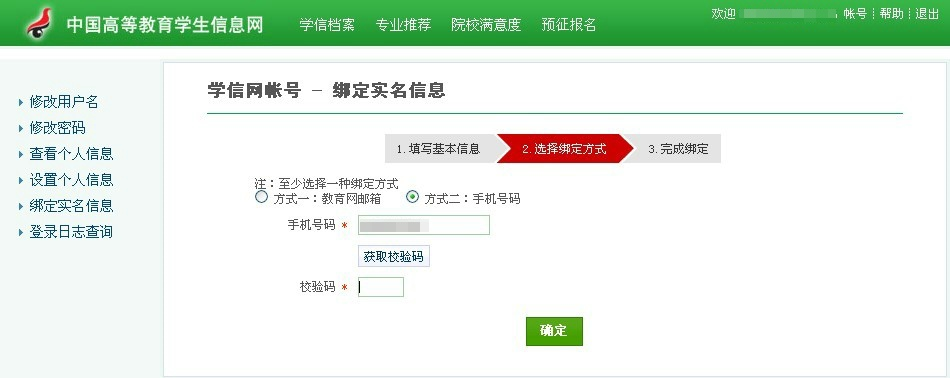 中国高等教育学生信息网
学信档案 专业推荐 院校满意度 预征报名
欢迎 , 帐号 | 帮助 | 退出
修改用户名
修改密码
查看个人信息
设置个人信息
绑定实名信息
登录日志查询
学信网帐号 - 绑定实名信息
1.填写基本信息 2.选择绑定方式 3.完成绑定
注：至少选择一种绑定方式
方式一：教育网邮箱 方式二：手机号码
手机号码 *
获取校验码
校验码 *
确定